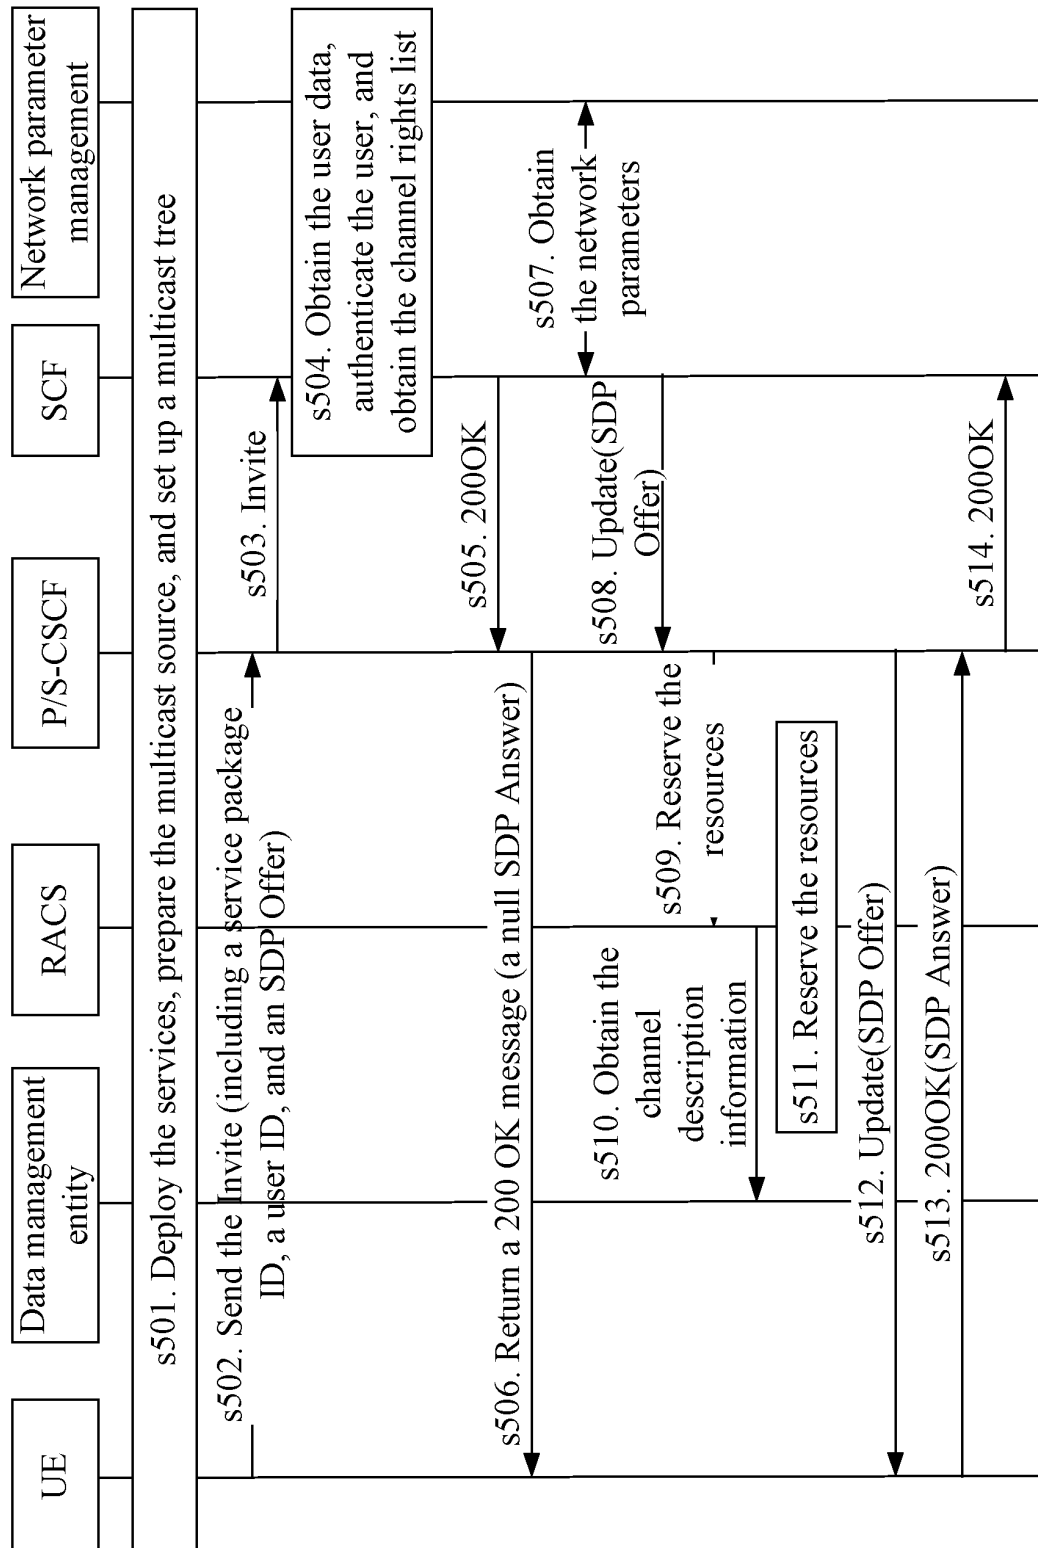 UE
Data management
entity
RACS
P/S-CSCF
SCF
Network parameter
management
s501. Deploy the services, prepare the multicast source, and set up a multicast tree
s502. Send the Invite (including a service package
ID, a user ID, and an SDP Offer)
s503. Invite
s504. Obtain the user data,
authenticate the user, and
obtain the channel rights list
s505. 200OK
s506. Return a 200 OK message (a null SDP Answer)
s507. Obtain
the network
parameters
s508. Update(SDP
Offer)
s509. Reserve the
resources
s510. Obtain the
channel
description
information
s511. Reserve the resources
s512. Update(SDP Offer)
s513. 200OK(SDP Answer)
s514. 200OK